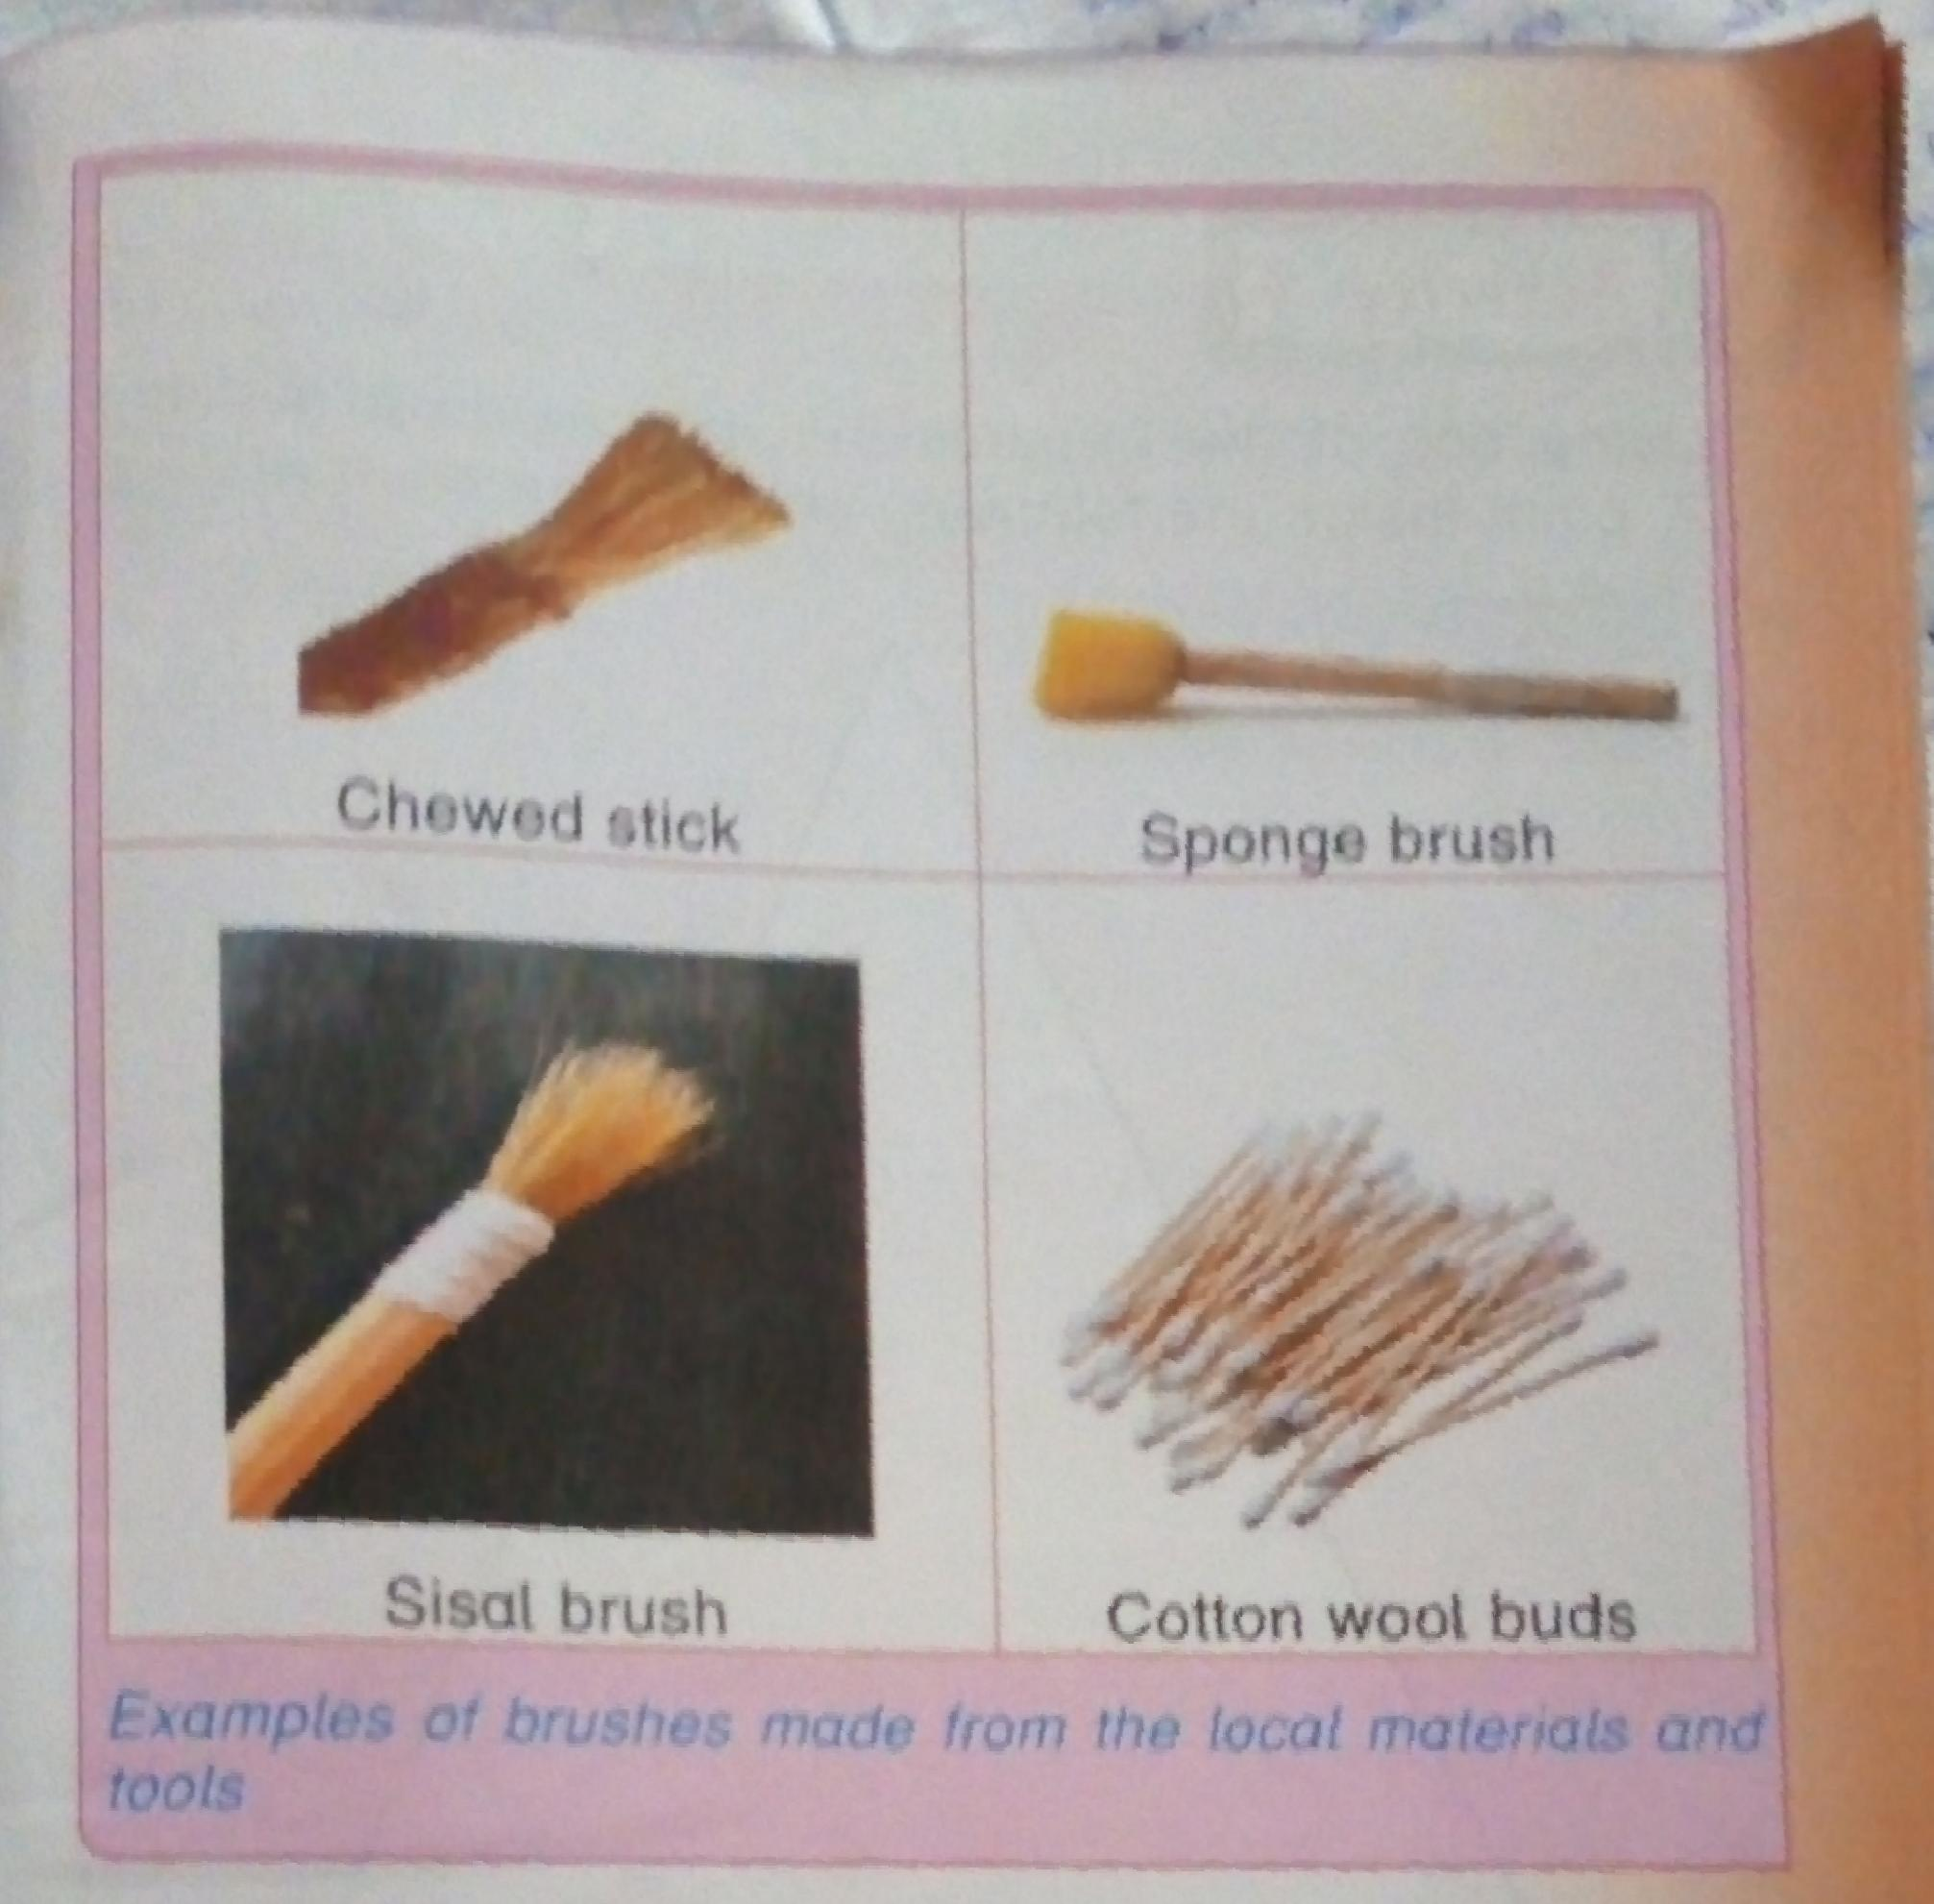 Chewed stick
Sponge brush
Sisal brush
Cotton wool buds
Examples of brushes made from the local materials and
tools